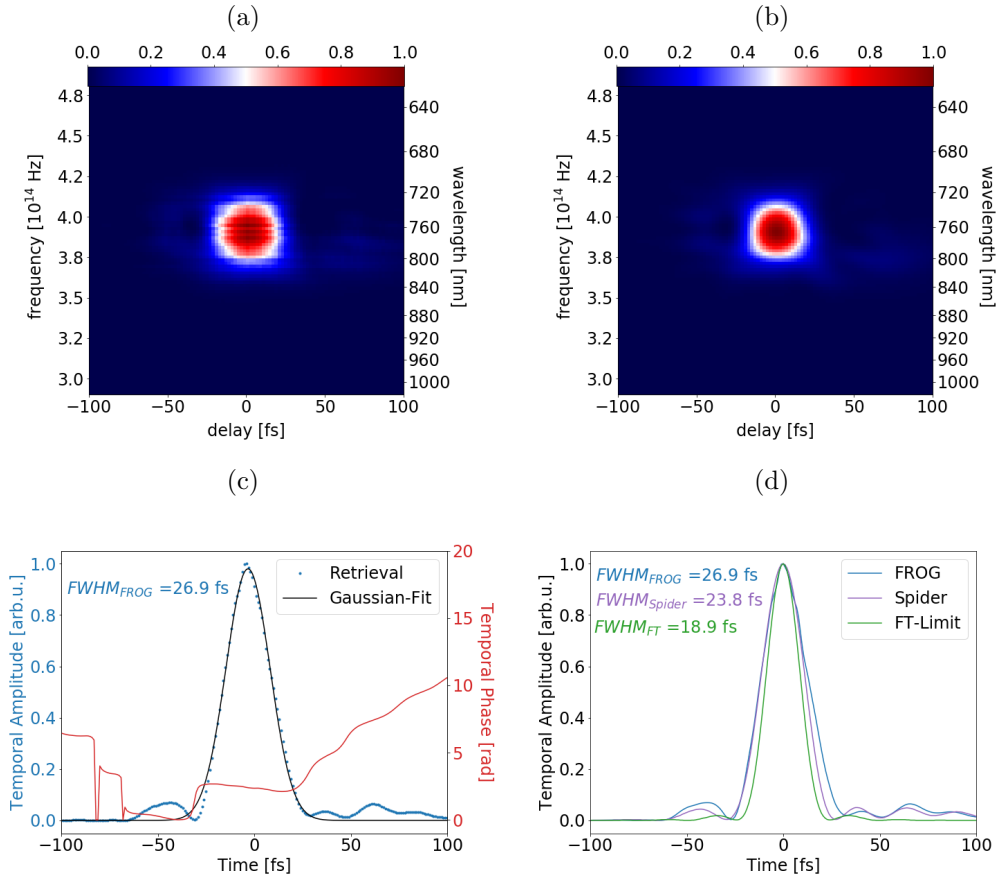 (a)
0.0 0.2 0.4 0.6 0.8 1.0
frequency [10^14 Hz]
4.8
4.5
4.2
4.0
3.8
3.5
3.2
3.0
640
680
720
760
800
840
880
920
960
1000
wavelength [nm]
−100 −50 0 50 100
delay [fs]
(b)
0.0 0.2 0.4 0.6 0.8 1.0
frequency [10^14 Hz]
4.8
4.5
4.2
4.0
3.8
3.5
3.2
3.0
640
680
720
760
800
840
880
920
960
1000
wavelength [nm]
−100 −50 0 50 100
delay [fs]
(c)
Temporal Amplitude [arb.u.]
1.0
0.8
0.6
0.4
0.2
0.0
FWHM_FROG =26.9 fs
Retrieval
Gaussian-Fit
20
15
10
5
0
Temporal Phase [rad]
−100 −50 0 50 100
Time [fs]
(d)
Temporal Amplitude [arb.u.]
1.0
0.8
0.6
0.4
0.2
0.0
FWHM_FROG =26.9 fs
FWHM_Spider =23.8 fs
FWHM_FT =18.9 fs
FROG
Spider
FT-Limit
−100 −50 0 50 100
Time [fs]